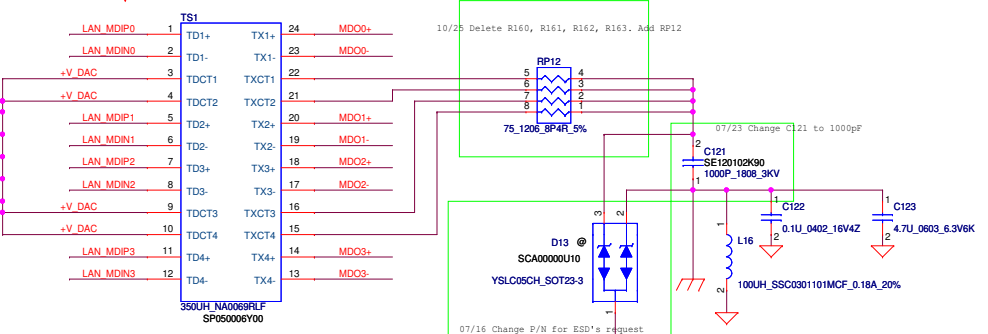 TS1
LAN_MDIP0 1 TD1+ TX1+ 24 MDO0+
LAN_MDIN0 2 TD1- TX1- 23 MDO0-
+V_DAC 3 TDCT1 TXCT1 22
+V_DAC 4 TDCT2 TXCT2 21
LAN_MDIP1 5 TD2+ TX2+ 20 MDO1+
LAN_MDIN1 6 TD2- TX2- 19 MDO1-
LAN_MDIP2 7 TD3+ TX3+ 18 MDO2+
LAN_MDIN2 8 TD3- TX3- 17 MDO2-
+V_DAC 9 TDCT3 TXCT3 16
+V_DAC 10 TDCT4 TXCT4 15
LAN_MDIP3 11 TD4+ TX4+ 14 MDO3+
LAN_MDIN3 12 TD4- TX4- 13 MDO3-
350UH_NA0069RLF
SP050006Y00
10/25 Delete R160, R161, R162, R163. Add RP12
RP12
5 4
6 3
7 2
8 1
75_1206_8P4R_5%
07/23 Change C121 to 1000pF
2
C121
SE120102K90
1000P_1808_3KV
1
3 2
D13 @
SCA00000U10
YSLC05CH_SOT23-3
1
07/16 Change P/N for ESD's request
1
L16
100UH_SSC0301101MCF_0.18A_20%
2
1
C122
0.1U_0402_16V4Z
2
1
C123
4.7U_0603_6.3V6K
2